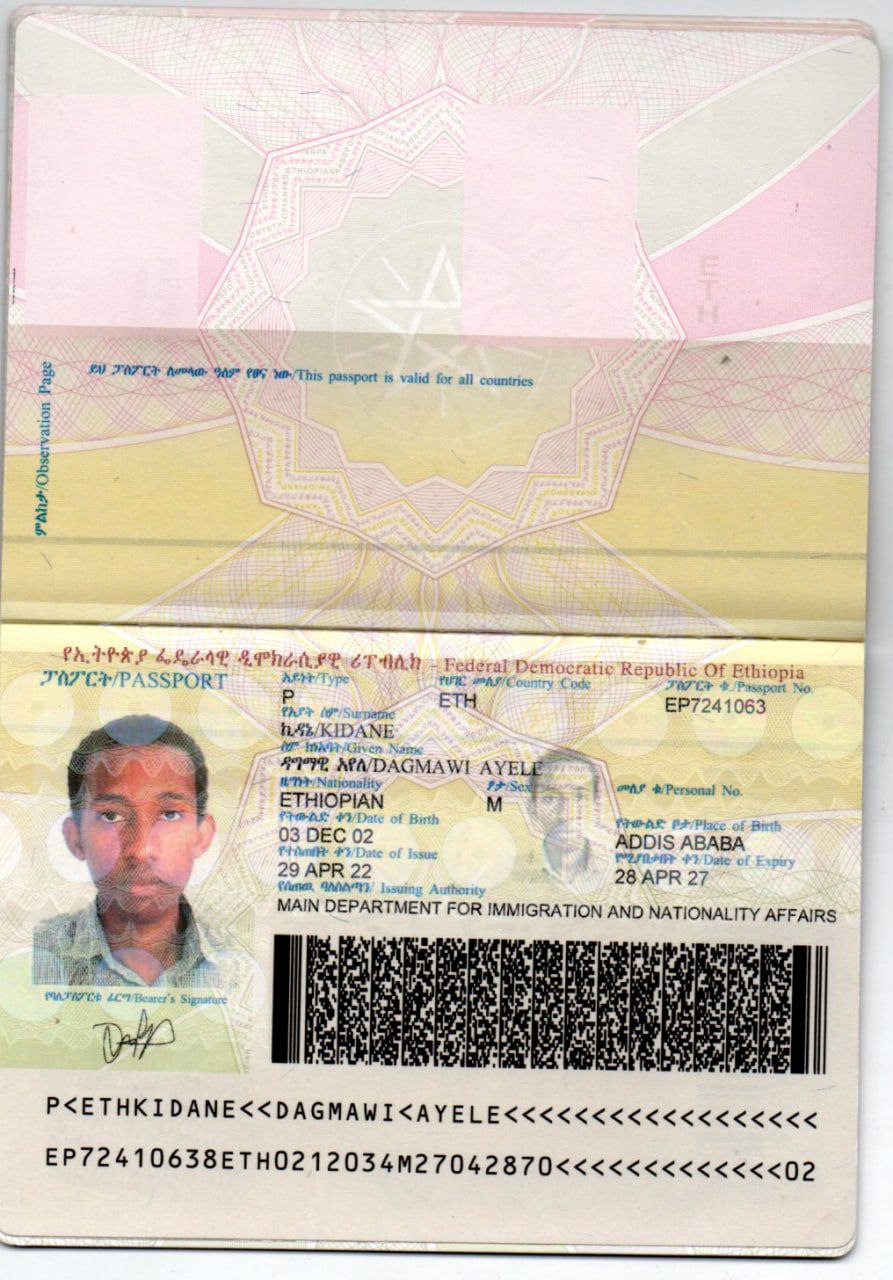 ይህ ፓስፖርት ለመላው ዓለም የፀና ነው/This passport is valid for all countries
ምልከታ/Observation Page
ETH
የኢትዮጵያ ፌዴራላዊ ዲሞክራሲያዊ ሪፐብሊክ - Federal Democratic Republic Of Ethiopia
ፓስፖርት/PASSPORT
አይነት/Type
የሀገር መለያ/Country Code
ፓስፖርት ቁ./Passport No.
P
ETH
EP7241063
የአያት ስም/Surname
ኪዳኔ/KIDANE
ስም ከነአባት/Given Name
ዳግማዊ አየለ/DAGMAWI AYELE
ዜግነት/Nationality
ፆታ/Sex
መለያ ቁ/Personal No.
ETHIOPIAN
M
የትውልድ ቀን/Date of Birth
የትውልድ ቦታ/Place of Birth
03 DEC 02
ADDIS ABABA
የተሰጠበት ቀን/Date of Issue
የሚያበቃበት ቀን/Date of Expiry
29 APR 22
28 APR 27
የሰጠዉ ባለስልጣን/ Issuing Authority
MAIN DEPARTMENT FOR IMMIGRATION AND NATIONALITY AFFAIRS
የባለፓስፖርቱ ፊርማ/Bearer's Signature
P<ETHKIDANE<<DAGMAWI<AYELE<<<<<<<<<<<<<<<<<<
EP72410638ETH0212034M27042870<<<<<<<<<<<<<02